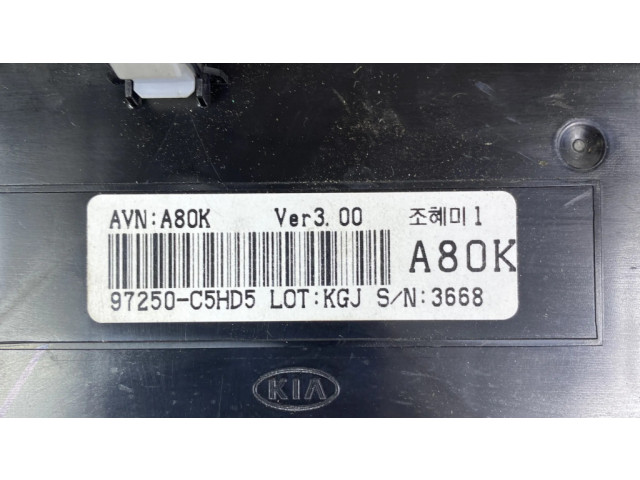 AVN:A80K Ver3.00 조혜미1
A80K
97250-C5HD5 LOT:KGJ S/N:3668
KIA